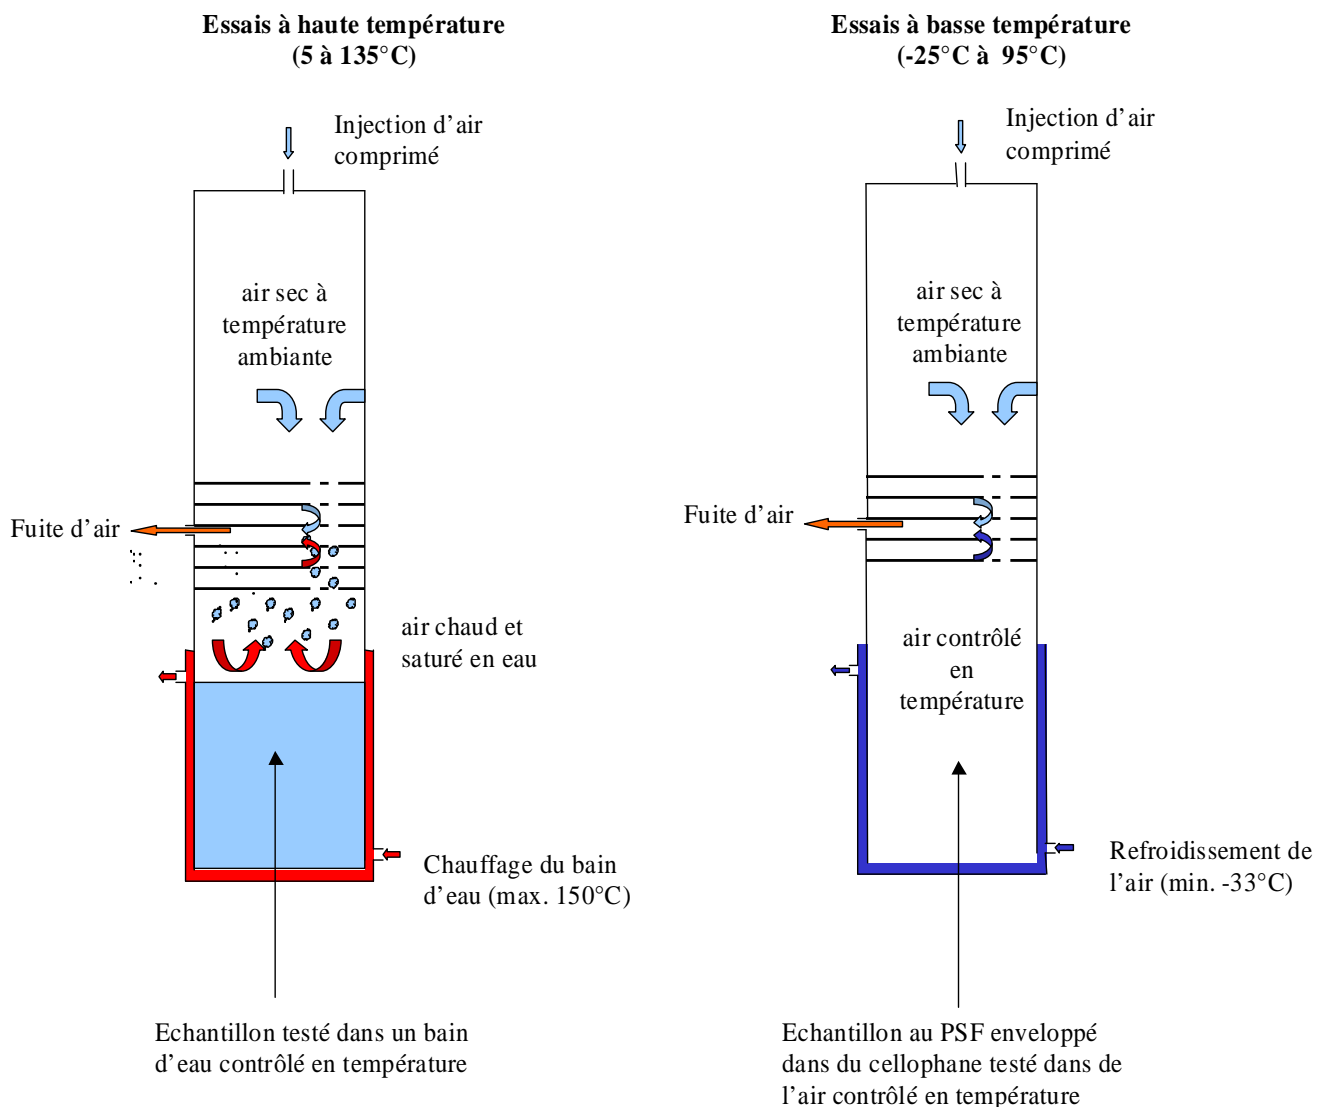 Essais à haute température
(5 à 135°C)
Injection d'air
comprimé
air sec à
température
ambiante
Fuite d'air
air chaud et
saturé en eau
Chauffage du bain
d'eau (max. 150°C)
Echantillon testé dans un bain
d'eau contrôlé en température
Essais à basse température
(-25°C à 95°C)
Injection d'air
comprimé
air sec à
température
ambiante
Fuite d'air
air contrôlé
en
température
Refroidissement de
l'air (min. -33°C)
Echantillon au PSF enveloppé
dans du cellophane testé dans de
l'air contrôlé en température